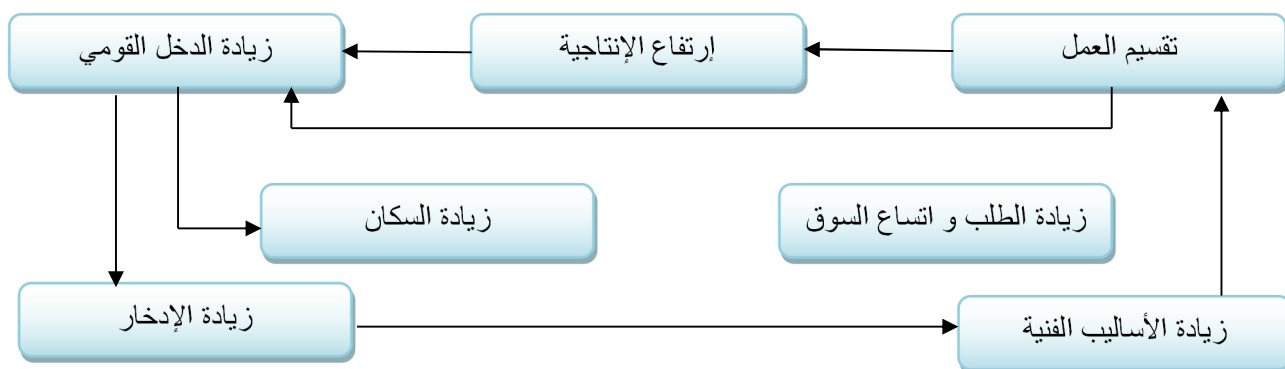 تقسيم العمل
إرتفاع الإنتاجية
زيادة الدخل القومي
زيادة الطلب و اتساع السوق
زيادة السكان
زيادة الأساليب الفنية
زيادة الإدخار